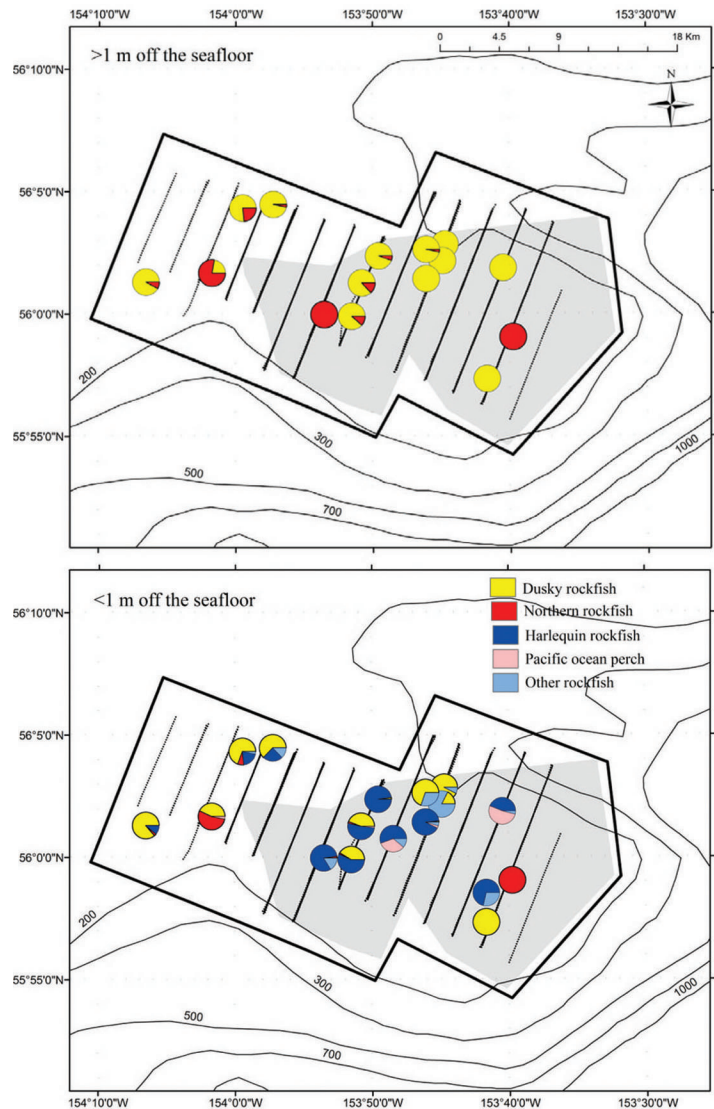 154°10'0"W 154°0'0"W 153°50'0"W 153°40'0"W 153°30'0"W
>1 m off the seafloor
0 4.5 9 18 Km
N
56°10'0"N
56°5'0"N
56°0'0"N
55°55'0"N
200
300
500
700
1000
<1 m off the seafloor
Dusky rockfish
Northern rockfish
Harlequin rockfish
Pacific ocean perch
Other rockfish
56°10'0"N
56°5'0"N
56°0'0"N
55°55'0"N
200
300
500
700
1000
154°10'0"W 154°0'0"W 153°50'0"W 153°40'0"W 153°30'0"W